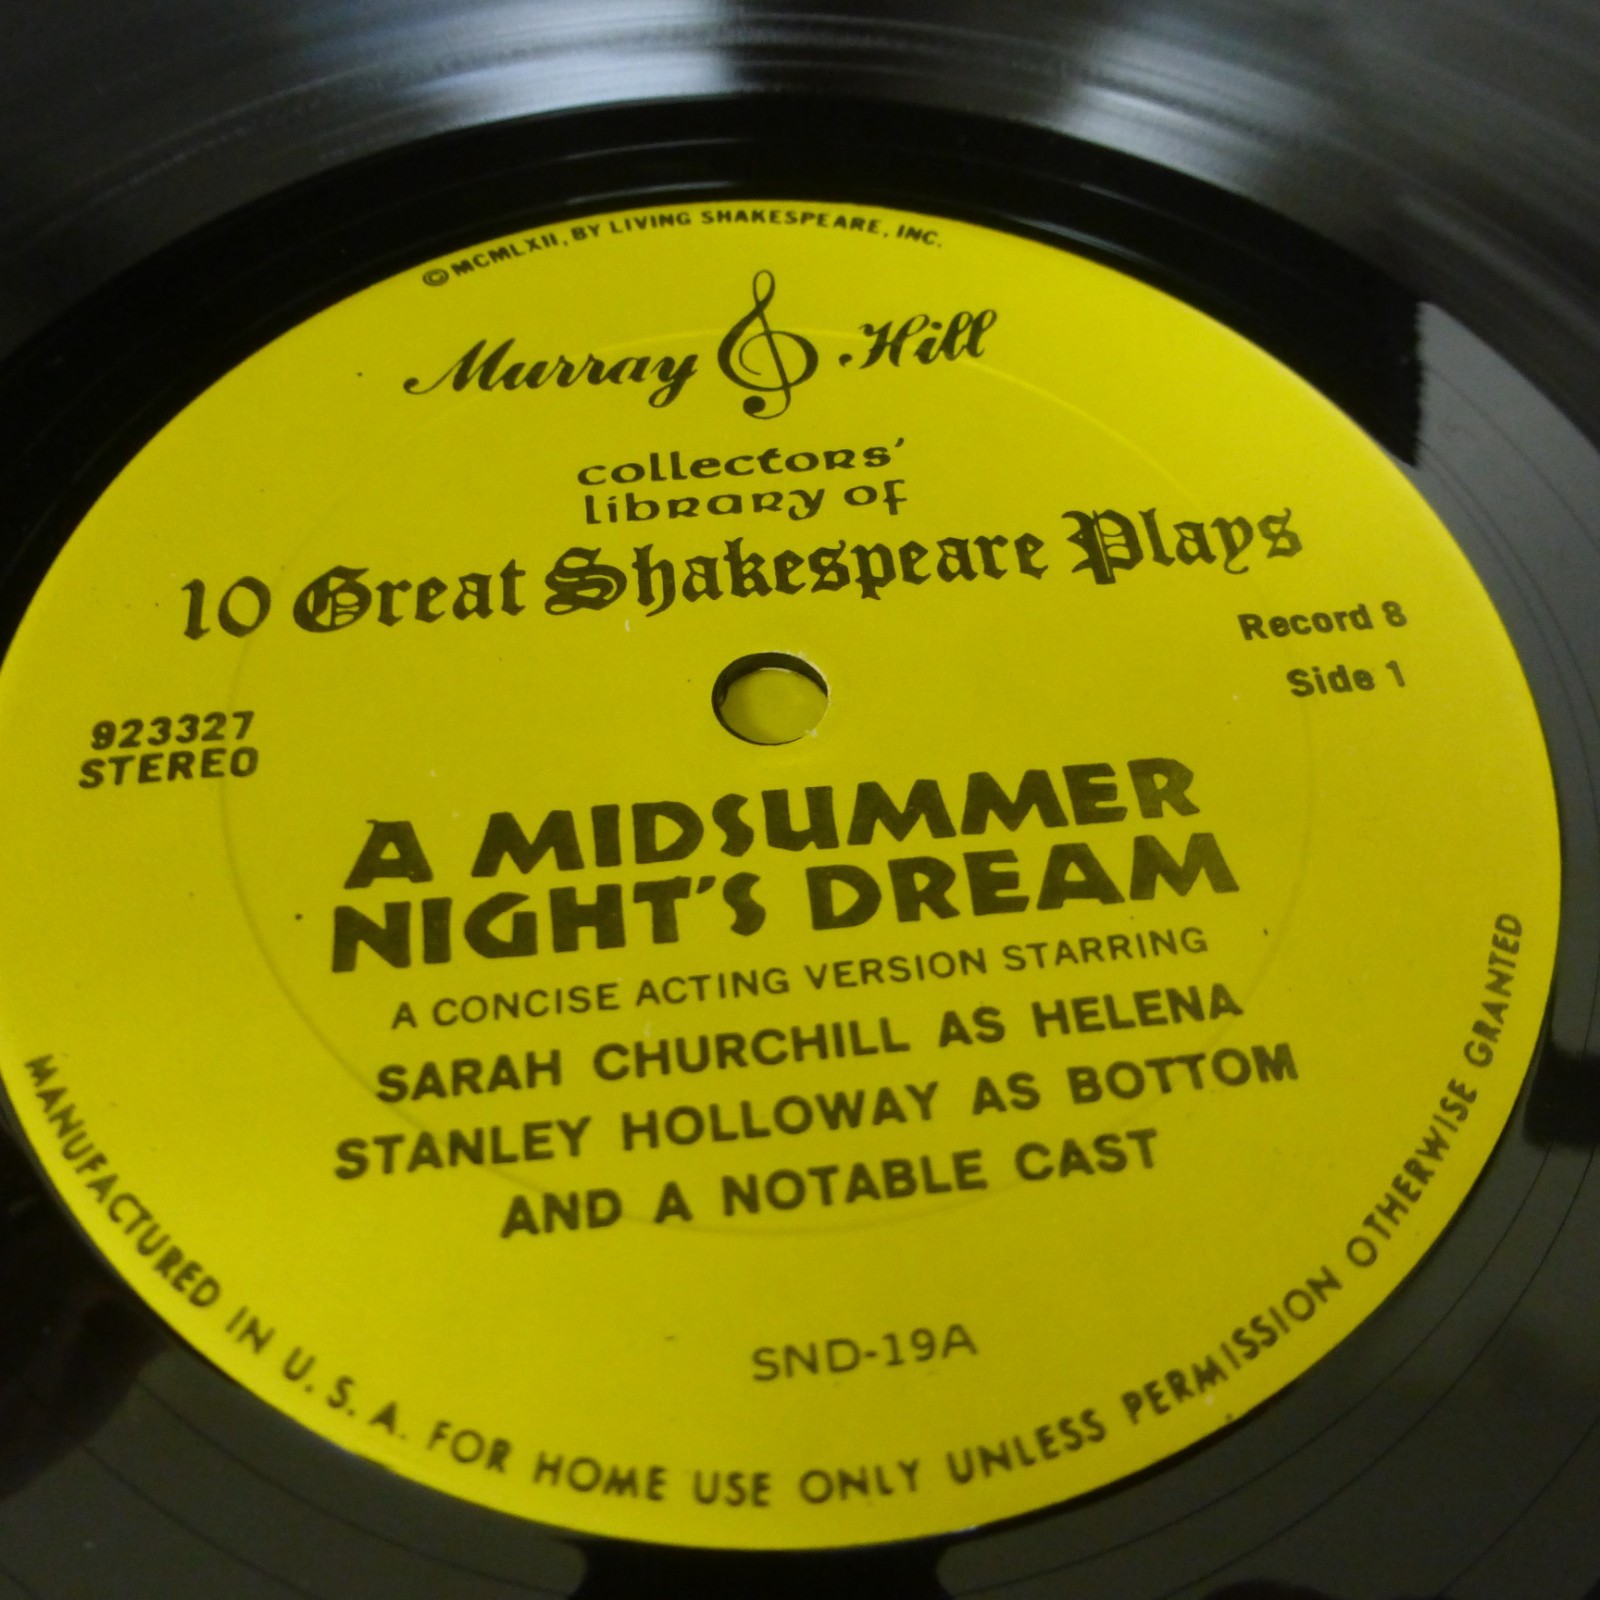 © MCMLXII, BY LIVING SHAKESPEARE, INC.
Murray Hill
collectors'
library of
10 Great Shakespeare Plays
Record 8
Side 1
923327
STEREO
A MIDSUMMER
NIGHT'S DREAM
A CONCISE ACTING VERSION STARRING
SARAH CHURCHILL AS HELENA
STANLEY HOLLOWAY AS BOTTOM
AND A NOTABLE CAST
SND-19A
MANUFACTURED IN U.S.A. FOR HOME USE ONLY UNLESS PERMISSION OTHERWISE GRANTED